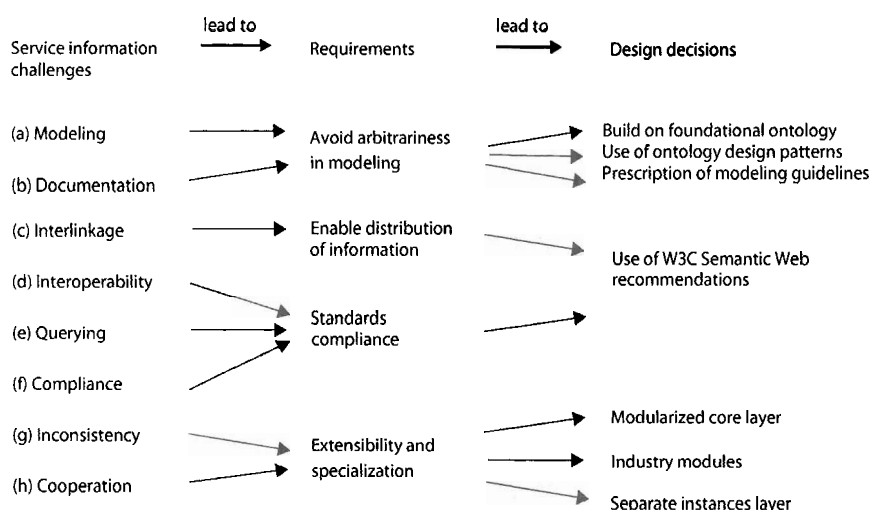 lead to
lead to
Service information
challenges
Requirements
Design decisions
(a) Modeling
(b) Documentation
(c) Interlinkage
(d) Interoperability
(e) Querying
(f) Compliance
(g) Inconsistency
(h) Cooperation
Avoid arbitrariness
in modeling
Enable distribution
of information
Standards
compliance
Extensibility and
specialization
Build on foundational ontology
Use of ontology design patterns
Prescription of modeling guidelines
Use of W3C Semantic Web
recommendations
Modularized core layer
Industry modules
Separate instances layer